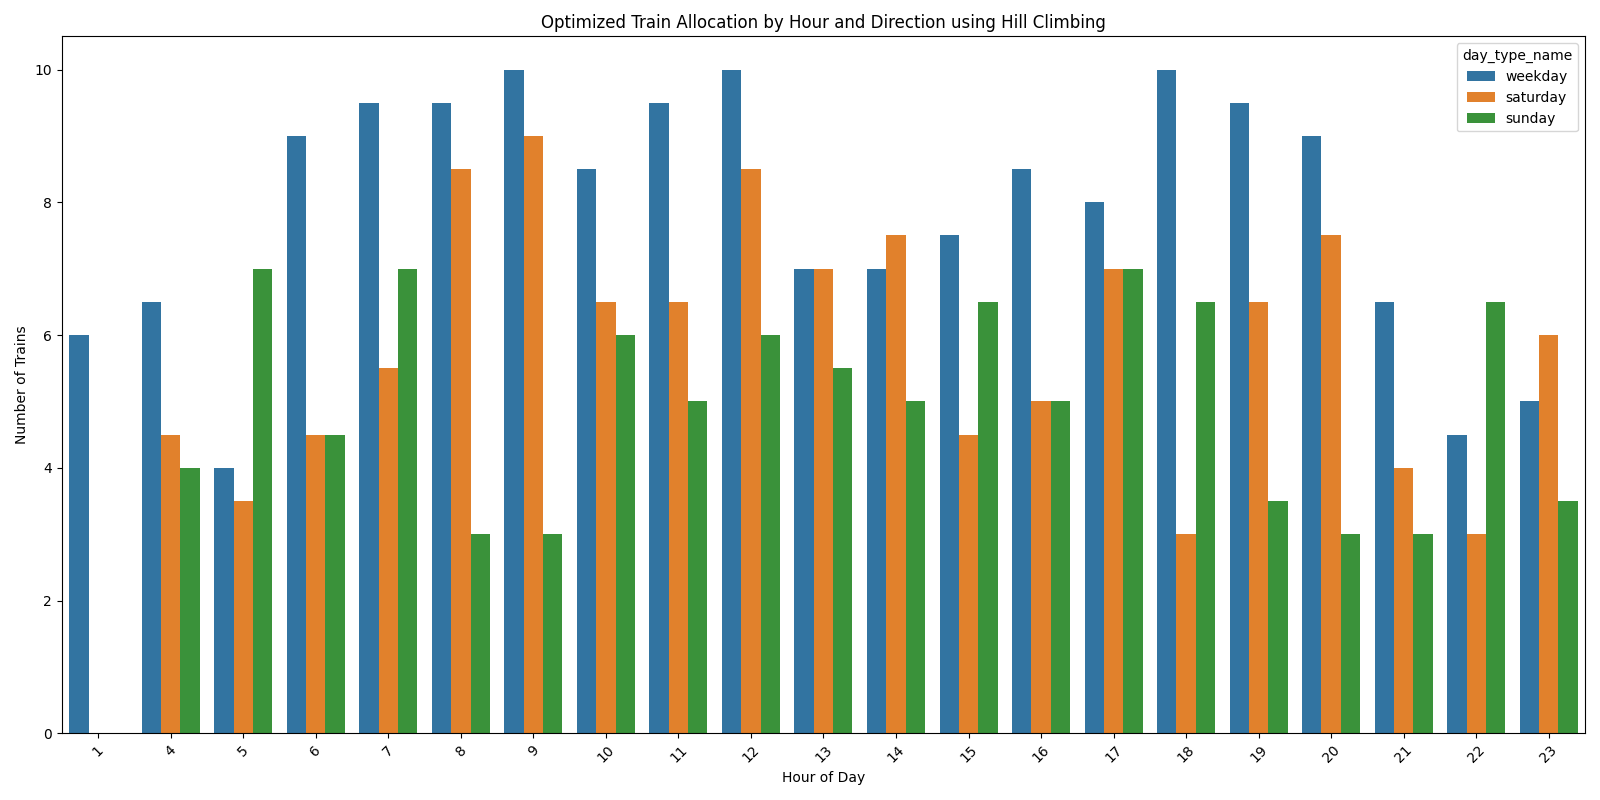 Optimized Train Allocation by Hour and Direction using Hill Climbing
day_type_name
weekday
saturday
sunday
Number of Trains
10
8
6
4
2
0
1 4 5 6 7 8 9 10 11 12 13 14 15 16 17 18 19 20 21 22 23
Hour of Day